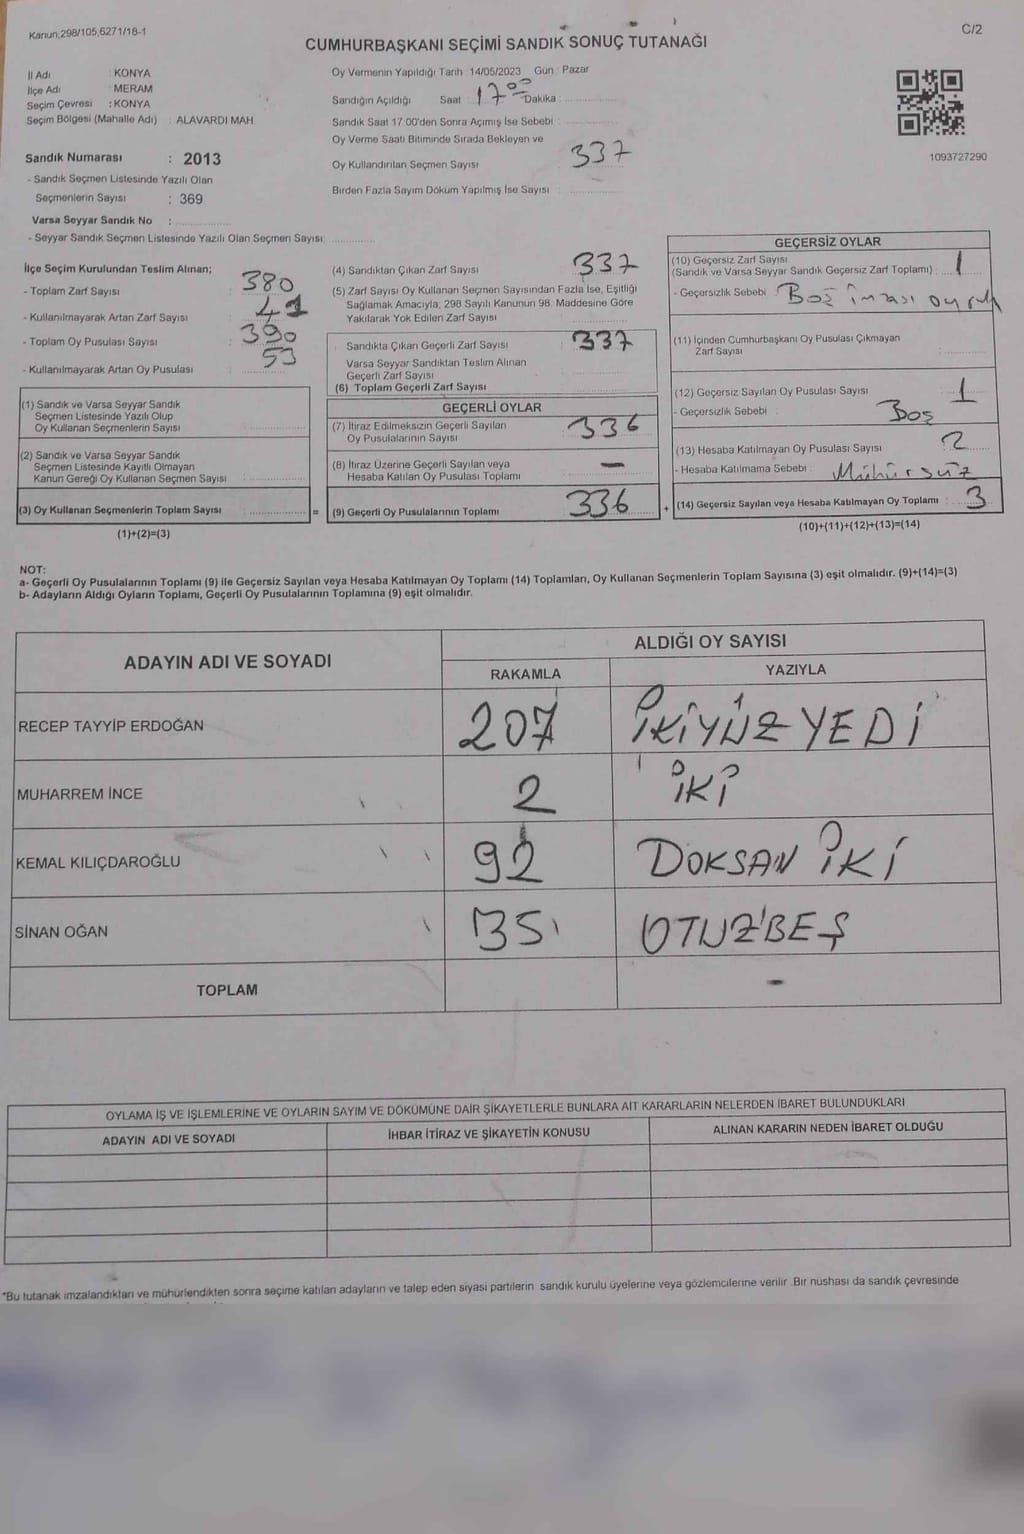 Kanun,298/105,6271/18-1
C/2
CUMHURBAŞKANI SEÇİMİ SANDIK SONUÇ TUTANAĞI
İl Adı : KONYA
İlçe Adı : MERAM
Seçim Çevresi : KONYA
Seçim Bölgesi (Mahalle Adı) : ALAVARDI MAH.
Sandık Numarası : 2013
- Sandık Seçmen Listesinde Yazılı Olan
Seçmenlerin Sayısı : 369
Varsa Seyyar Sandık No :
- Seyyar Sandık Seçmen Listesinde Yazılı Olan Seçmen Sayısı:
Oy Vermenin Yapıldığı Tarih 14/05/2023 Gün : Pazar
Sandığın Açıldığı Saat 17:00 Dakika :
Sandık Saat 17:00'den Sonra Açımış İse Sebebi :
Oy Verme Saati Bitiminde Sırada Bekleyen ve
Oy Kullandırılan Seçmen Sayısı 337
Birden Fazla Sayım Döküm Yapılmış İse Sayısı
1093727290
İlçe Seçim Kurulundan Teslim Alınan;
- Toplam Zarf Sayısı : 380
- Kullanılmayarak Artan Zarf Sayısı
- Toplam Oy Pusulası Sayısı : 390
- Kullanılmayarak Artan Oy Pusulası : 53
(1) Sandık ve Varsa Seyyar Sandık
Seçmen Listesinde Yazılı Olup
Oy Kullanan Seçmenlerin Sayısı
(2) Sandık ve Varsa Seyyar Sandık
Seçmen Listesinde Kayıtlı Olmayan
Kanun Gereği Oy Kullanan Seçmen Sayısı :
(3) Oy Kullanan Seçmenlerin Toplam Sayısı =
(1)+(2)=(3)
(4) Sandıktan Çıkan Zarf Sayısı 337
(5) Zarf Sayısı Oy Kullanan Seçmen Sayısından Fazla İse, Eşitliği
Sağlamak Amacıyla, 298 Sayılı Kanunun 98. Maddesine Göre
Yakılarak Yok Edilen Zarf Sayısı
Sandıkta Çıkan Geçerli Zarf Sayısı 337
Varsa Seyyar Sandıktan Teslim Alınan
Geçerli Zarf Sayısı
(6) Toplam Geçerli Zarf Sayısı
GEÇERLİ OYLAR
(7) İtiraz Edilmeksizin Geçerli Sayılan
Oy Pusulalarının Sayısı 336
(8) İtiraz Üzerine Geçerli Sayılan veya
Hesaba Katılan Oy Pusulası Toplamı —
(9) Geçerli Oy Pusulalarının Toplamı 336 +
GEÇERSİZ OYLAR
(10) Geçersiz Zarf Sayısı
(Sandık ve Varsa Seyyar Sandık Geçersiz Zarf Toplamı) : 1
- Geçersizlik Sebebi : Boş imzası
(11) İçinden Cumhurbaşkanı Oy Pusulası Çıkmayan
Zarf Sayısı
(12) Geçersiz Sayılan Oy Pusulası Sayısı 1
- Geçersizlik Sebebi : Boş
(13) Hesaba Katılmayan Oy Pusulası Sayısı 2
- Hesaba Katılmama Sebebi : Mühürsüz
(14) Geçersiz Sayılan veya Hesaba Katılmayan Oy Toplamı : 3
(10)+(11)+(12)+(13)=(14)
NOT:
a- Geçerli Oy Pusulalarının Toplamı (9) ile Geçersiz Sayılan veya Hesaba Katılmayan Oy Toplamı (14) Toplamları, Oy Kullanan Seçmenlerin Toplam Sayısına (3) eşit olmalıdır. (9)+(14)=(3)
b- Adayların Aldığı Oyların Toplamı, Geçerli Oy Pusulalarının Toplamına (9) eşit olmalıdır.
ADAYIN ADI VE SOYADI
ALDIĞI OY SAYISI
RAKAMLA YAZIYLA
RECEP TAYYİP ERDOĞAN 207 İKİYÜZ YEDİ
MUHARREM İNCE 2 İKİ
KEMAL KILIÇDAROĞLU 92 DOKSAN İKİ
SİNAN OĞAN 35 OTUZBEŞ
TOPLAM -
OYLAMA İŞ VE İŞLEMLERİNE VE OYLARIN SAYIM VE DÖKÜMÜNE DAİR ŞİKAYETLERLE BUNLARA AİT KARARLARIN NELERDEN İBARET BULUNDUKLARI
ADAYIN ADI VE SOYADI İHBAR İTİRAZ VE ŞİKAYETİN KONUSU ALINAN KARARIN NEDEN İBARET OLDUĞU
*Bu tutanak imzalandıktan ve mühürlendikten sonra seçime katılan adayların ve talep eden siyasi partilerin sandık kurulu üyelerine veya gözlemcilerine verilir. Bir nüshası da sandık çevresinde